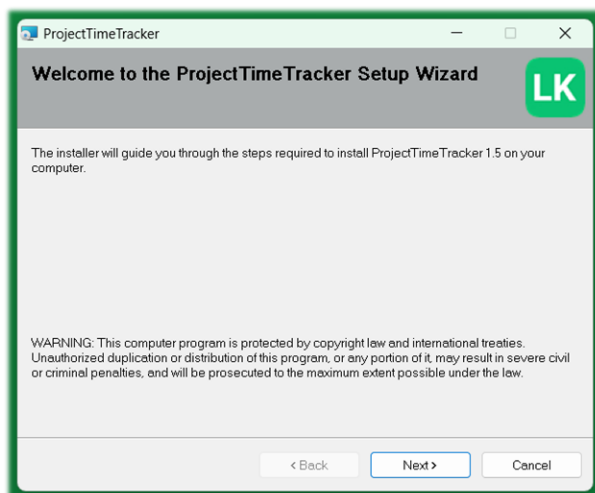 ProjectTimeTracker
Welcome to the ProjectTimeTracker Setup Wizard
LK
The installer will guide you through the steps required to install ProjectTimeTracker 1.5 on your
computer.
WARNING: This computer program is protected by copyright law and international treaties.
Unauthorized duplication or distribution of this program, or any portion of it, may result in severe civil
or criminal penalties, and will be prosecuted to the maximum extent possible under the law.
< Back Next > Cancel